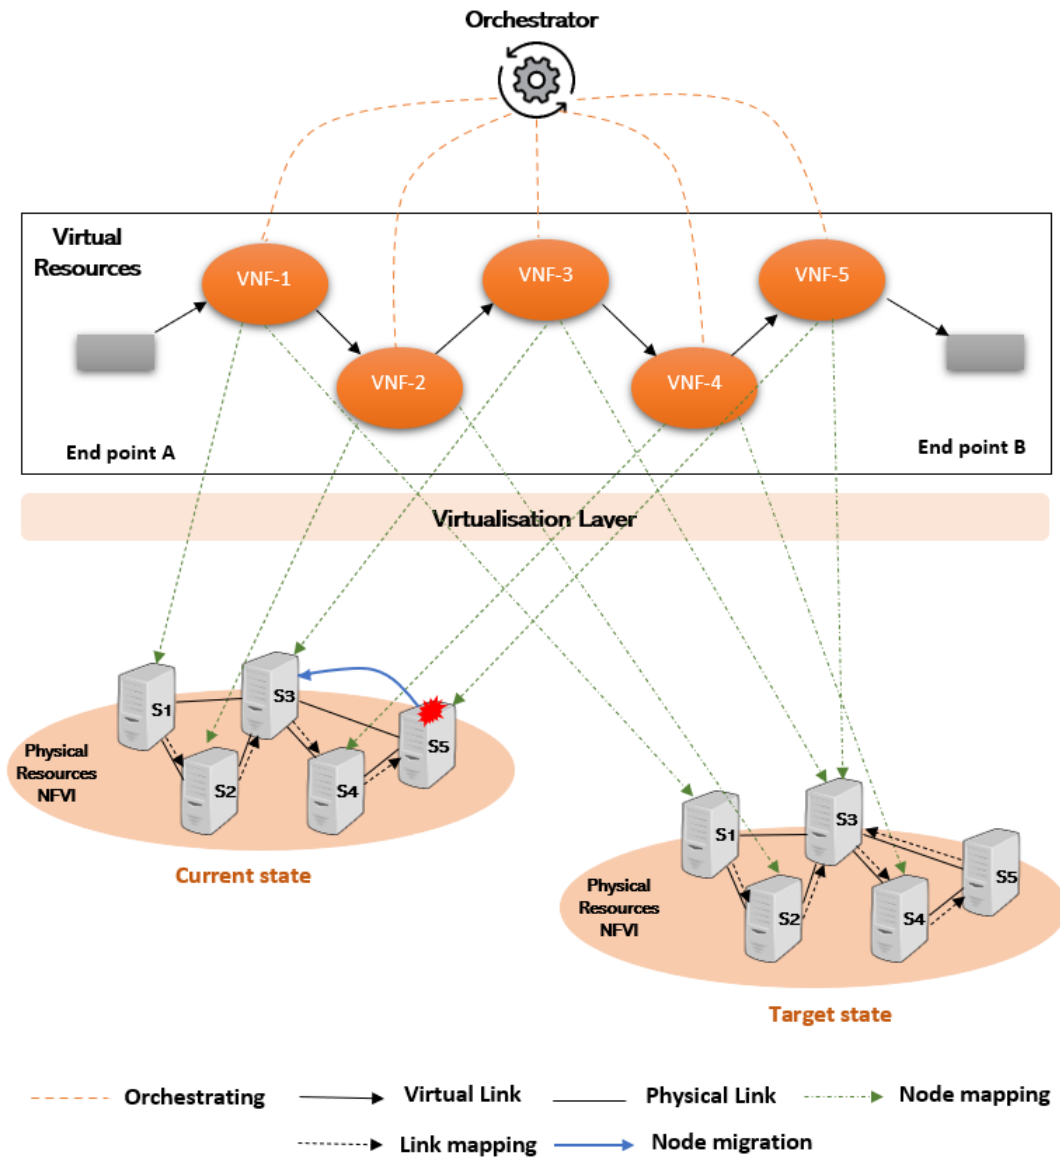 Orchestrator
Virtual
Resources
VNF-1
VNF-3
VNF-5
VNF-2
VNF-4
End point A
End point B
Virtualisation Layer
S1
S3
S5
S2
S4
Physical
Resources
NFVI
Current state
S1
S3
S5
S2
S4
Physical
Resources
NFVI
Target state
Orchestrating
Virtual Link
Physical Link
Node mapping
Link mapping
Node migration